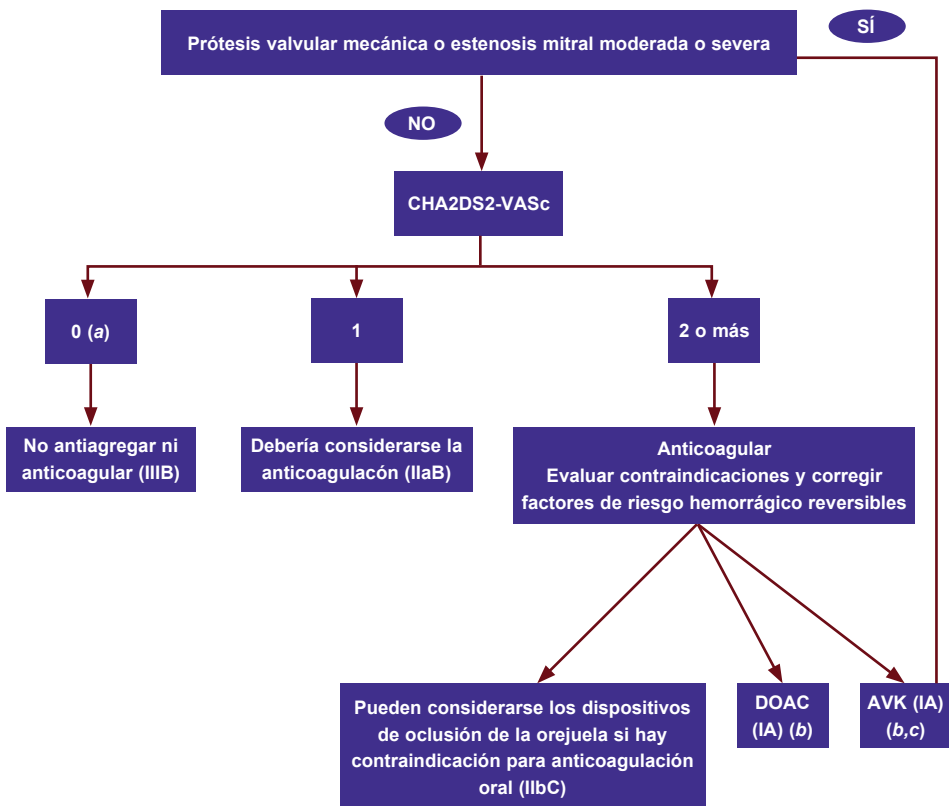 Prótesis valvular mecánica o estenosis mitral moderada o severa
SÍ
NO
CHA2DS2-VASc
0 (a)
1
2 o más
No antiagregar ni
anticoagular (IIIB)
Debería considerarse la
anticoagulacón (IIaB)
Anticoagular
Evaluar contraindicaciones y corregir
factores de riesgo hemorrágico reversibles
Pueden considerarse los dispositivos
de oclusión de la orejuela si hay
contraindicación para anticoagulación
oral (IIbC)
DOAC
(IA) (b)
AVK (IA)
(b,c)